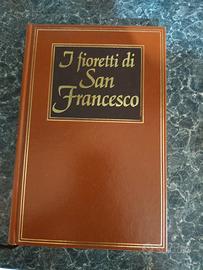 I fioretti di
San
Francesco